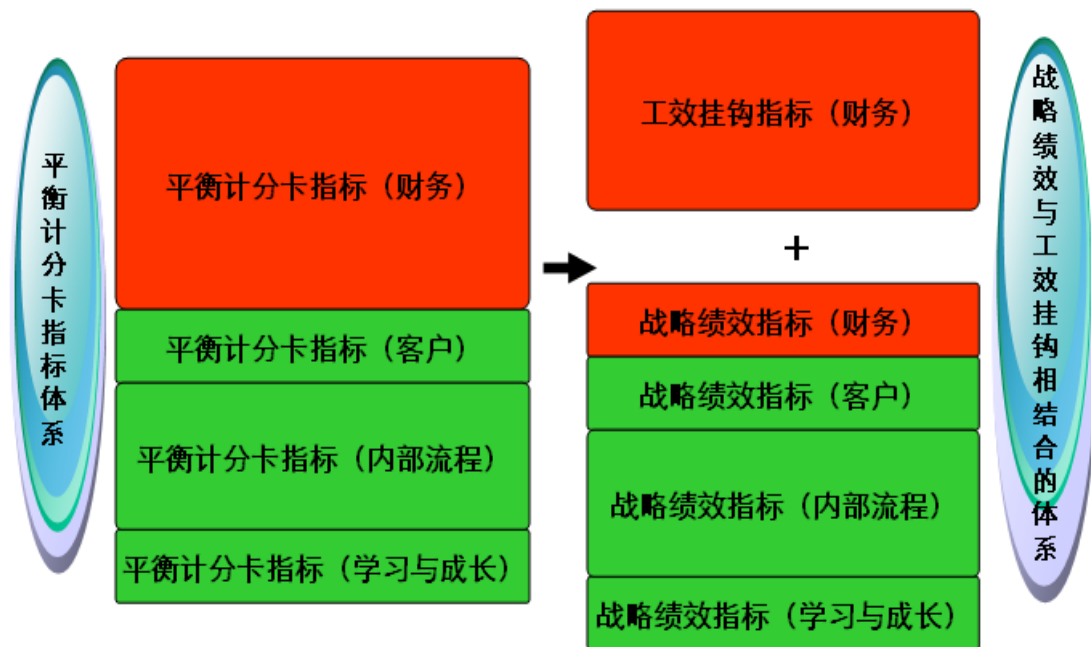 平衡计分卡指标体系
平衡计分卡指标（财务）
平衡计分卡指标（客户）
平衡计分卡指标（内部流程）
平衡计分卡指标（学习与成长）
工效挂钩指标（财务）
+
战略绩效指标（财务）
战略绩效指标（客户）
战略绩效指标（内部流程）
战略绩效指标（学习与成长）
战略绩效与工效挂钩相结合的体系